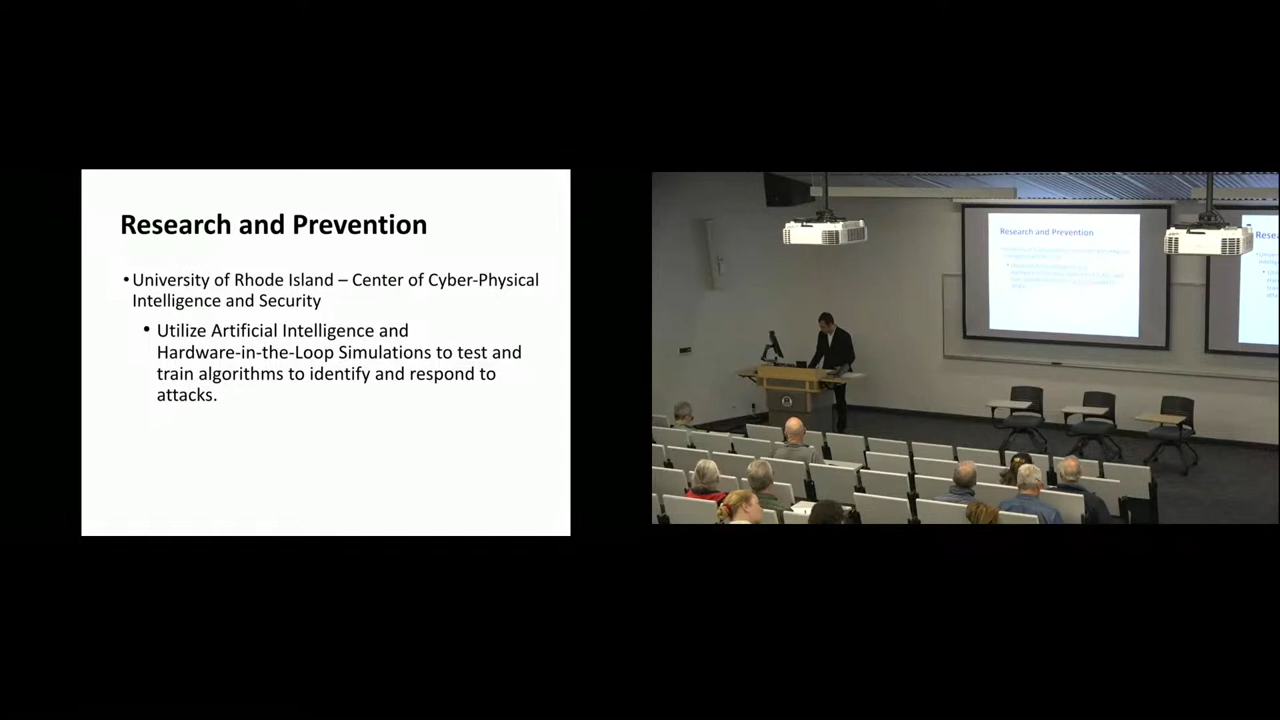 Research and Prevention
•University of Rhode Island – Center of Cyber-Physical
Intelligence and Security
• Utilize Artificial Intelligence and
Hardware-in-the-Loop Simulations to test and
train algorithms to identify and respond to
attacks.
Research and Prevention